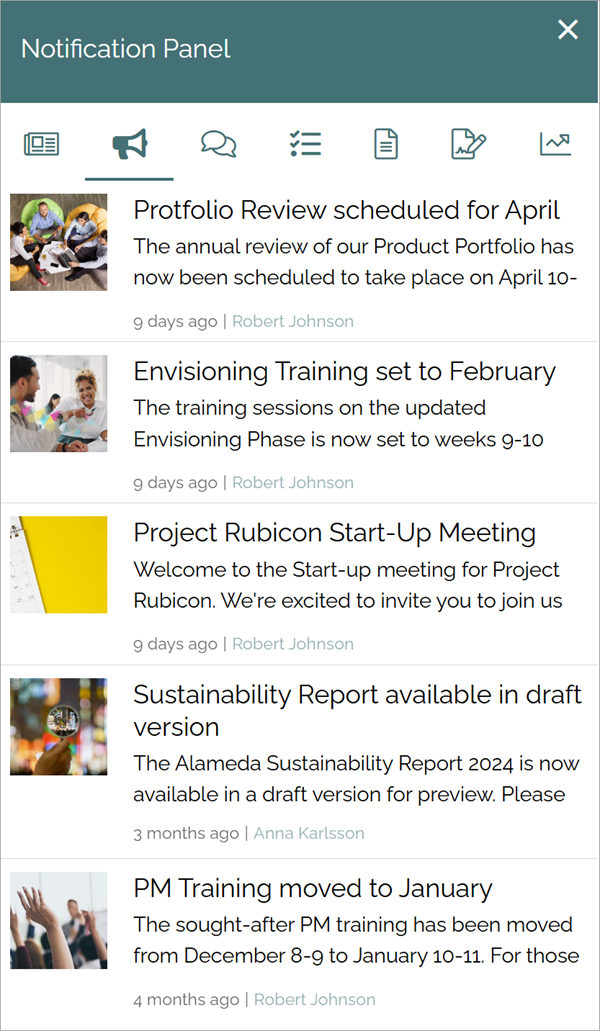 Notification Panel
Protfolio Review scheduled for April
The annual review of our Product Portfolio has
now been scheduled to take place on April 10-
9 days ago | Robert Johnson
Envisioning Training set to February
The training sessions on the updated
Envisioning Phase is now set to weeks 9-10
9 days ago | Robert Johnson
Project Rubicon Start-Up Meeting
Welcome to the Start-up meeting for Project
Rubicon. We're excited to invite you to join us
9 days ago | Robert Johnson
Sustainability Report available in draft
version
The Alameda Sustainability Report 2024 is now
available in a draft version for preview. Please
3 months ago | Anna Karlsson
PM Training moved to January
The sought-after PM training has been moved
from December 8-9 to January 10-11. For those
4 months ago | Robert Johnson